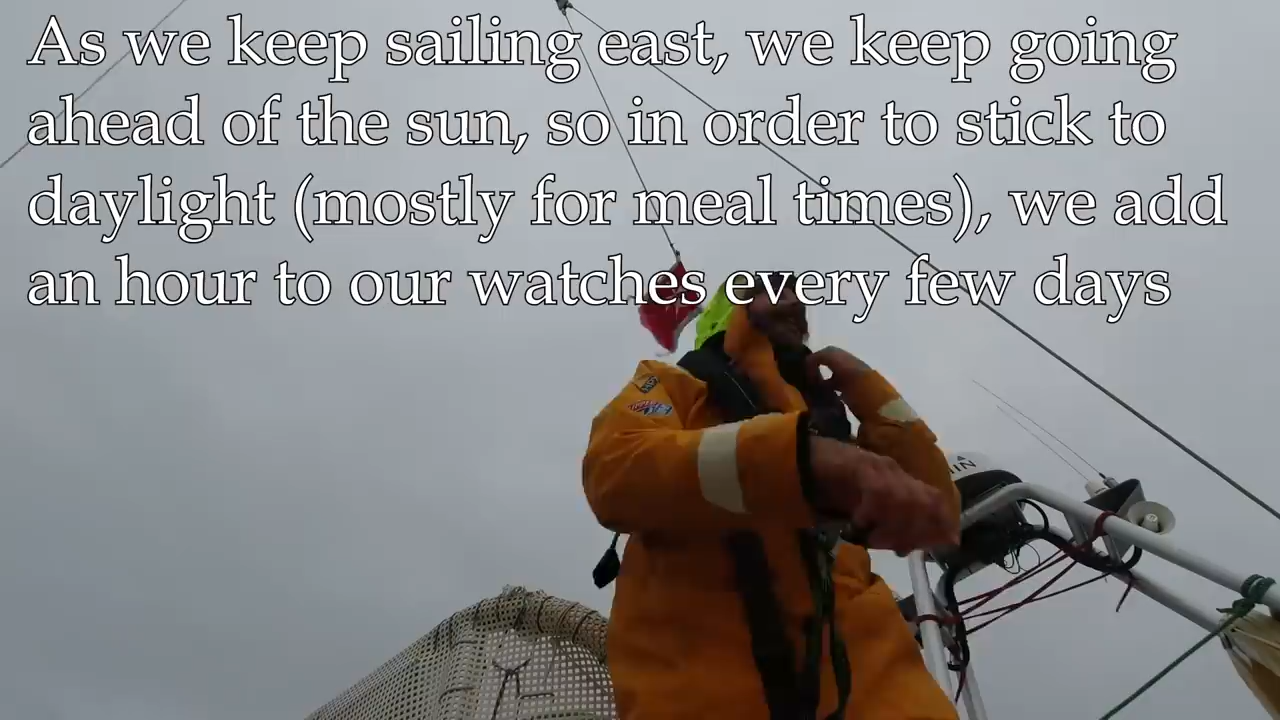 As we keep sailing east, we keep going
ahead of the sun, so in order to stick to
daylight (mostly for meal times), we add
an hour to our watches every few days